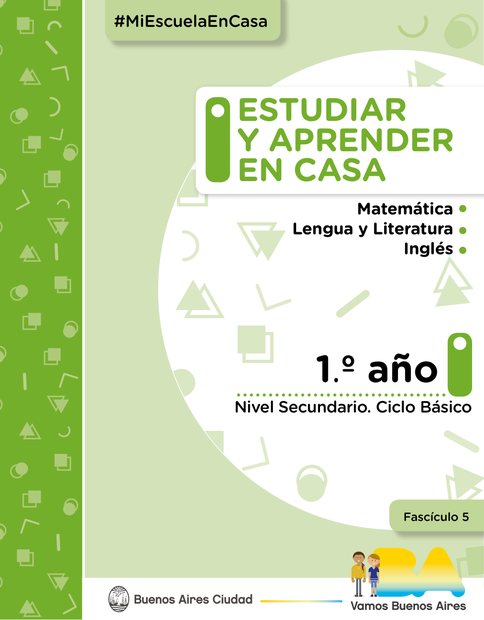 #MiEscuelaEnCasa
ESTUDIAR
Y APRENDER
EN CASA
Matemática
Lengua y Literatura
Inglés
1.º año
Nivel Secundario. Ciclo Básico
Fascículo 5
BA
Buenos Aires Ciudad
Vamos Buenos Aires